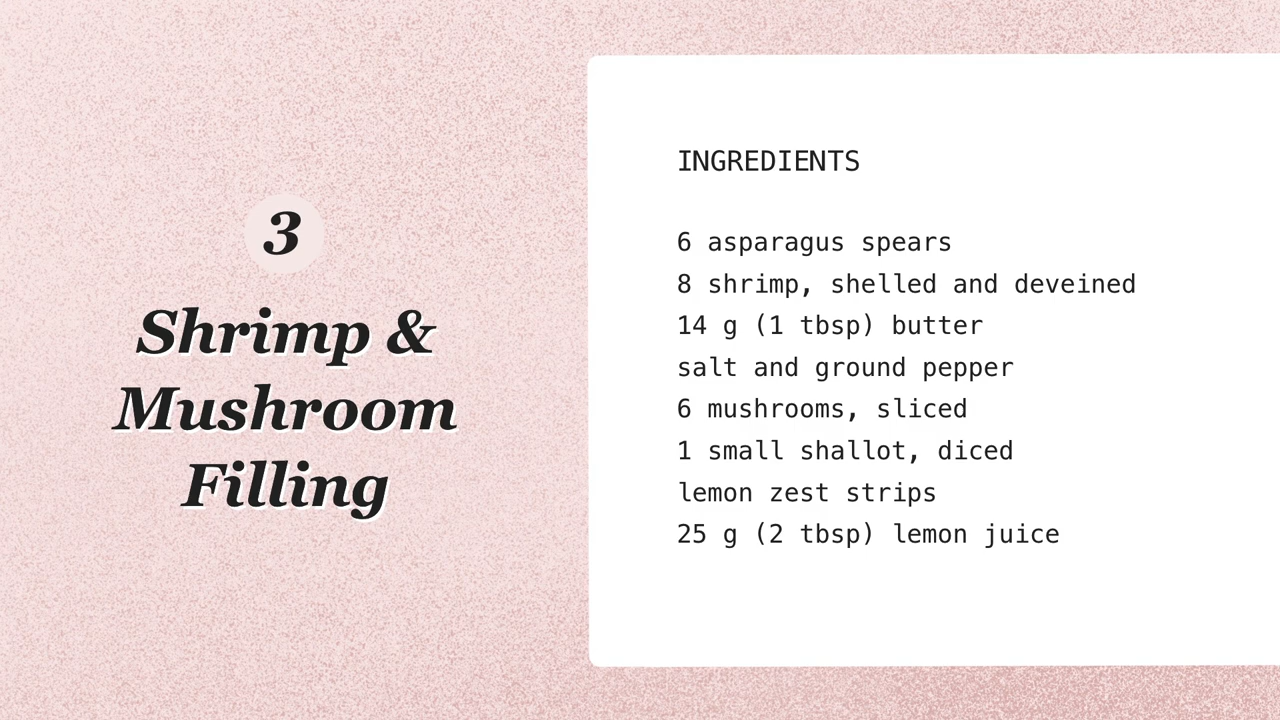 3
Shrimp &
Mushroom
Filling
INGREDIENTS
6 asparagus spears
8 shrimp, shelled and deveined
14 g (1 tbsp) butter
salt and ground pepper
6 mushrooms, sliced
1 small shallot, diced
lemon zest strips
25 g (2 tbsp) lemon juice